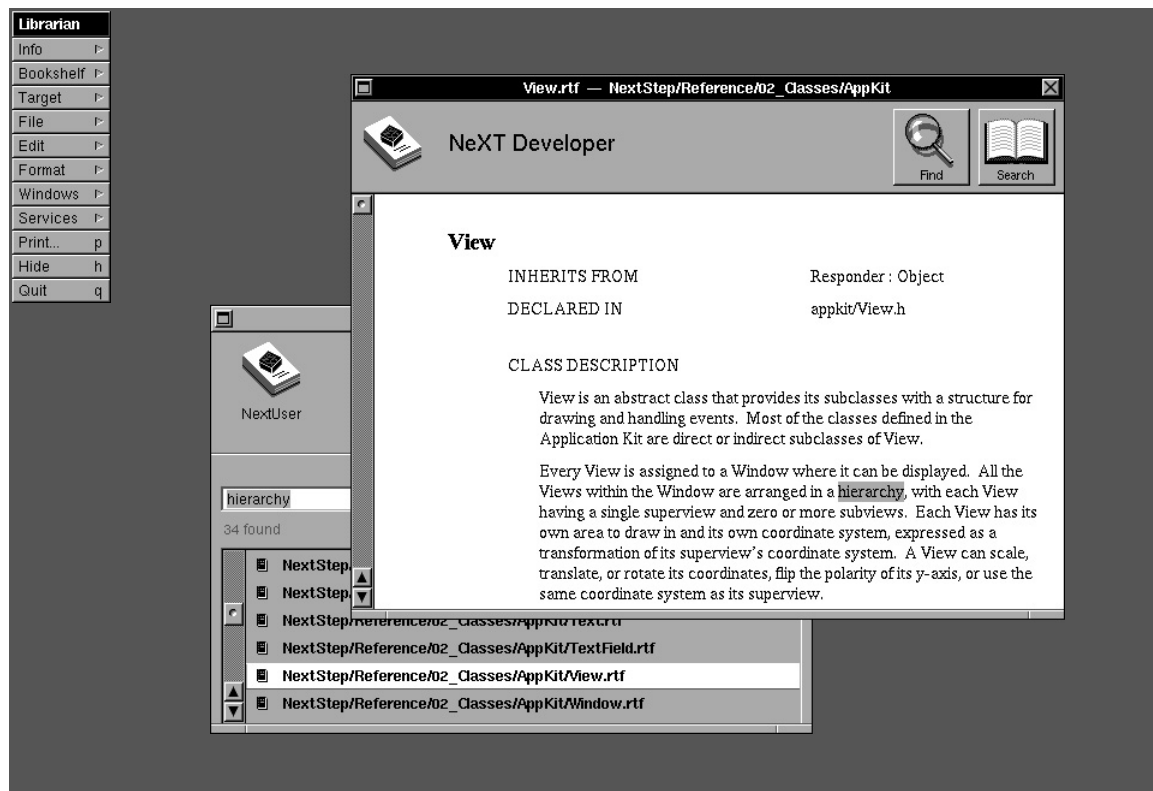 Librarian
Info
Bookshelf
Target
File
Edit
Format
Windows
Services
Print... p
Hide h
Quit q
View.rtf — NextStep/Reference/02_Classes/AppKit
NeXT Developer
Find
Search
View
INHERITS FROM Responder : Object
DECLARED IN appkit/View.h
CLASS DESCRIPTION
View is an abstract class that provides its subclasses with a structure for
drawing and handling events. Most of the classes defined in the
Application Kit are direct or indirect subclasses of View.
Every View is assigned to a Window where it can be displayed. All the
Views within the Window are arranged in a hierarchy, with each View
having a single superview and zero or more subviews. Each View has its
own area to draw in and its own coordinate system, expressed as a
transformation of its superview's coordinate system. A View can scale,
translate, or rotate its coordinates, flip the polarity of its y-axis, or use the
same coordinate system as its superview.
NextUser
hierarchy
34 found
NextStep
NextStep
NextStep/Reference/02_Classes/AppKit/Text.rtf
NextStep/Reference/02_Classes/AppKit/TextField.rtf
NextStep/Reference/02_Classes/AppKit/View.rtf
NextStep/Reference/02_Classes/AppKit/Window.rtf